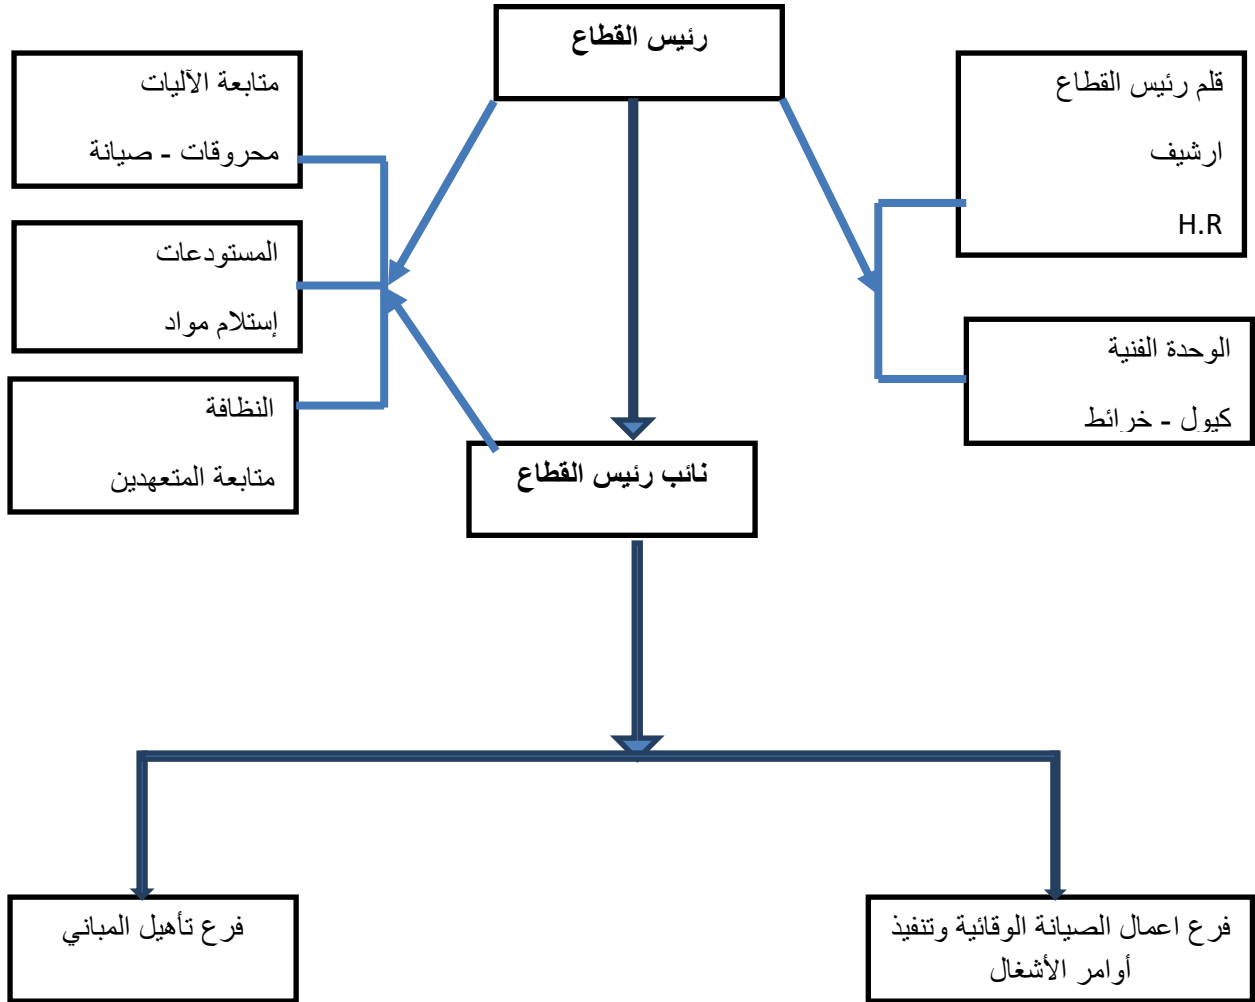 رئيس القطاع
قلم رئيس القطاع
ارشيف
H.R
متابعة الآليات
محروقات - صيانة
المستودعات
إستلام مواد
الوحدة الفنية
كيول - خرائط
النظافة
متابعة المتعهدين
نائب رئيس القطاع
فرع اعمال الصيانة الوقائية وتنفيذ
أوامر الأشغال
فرع تأهيل المباني